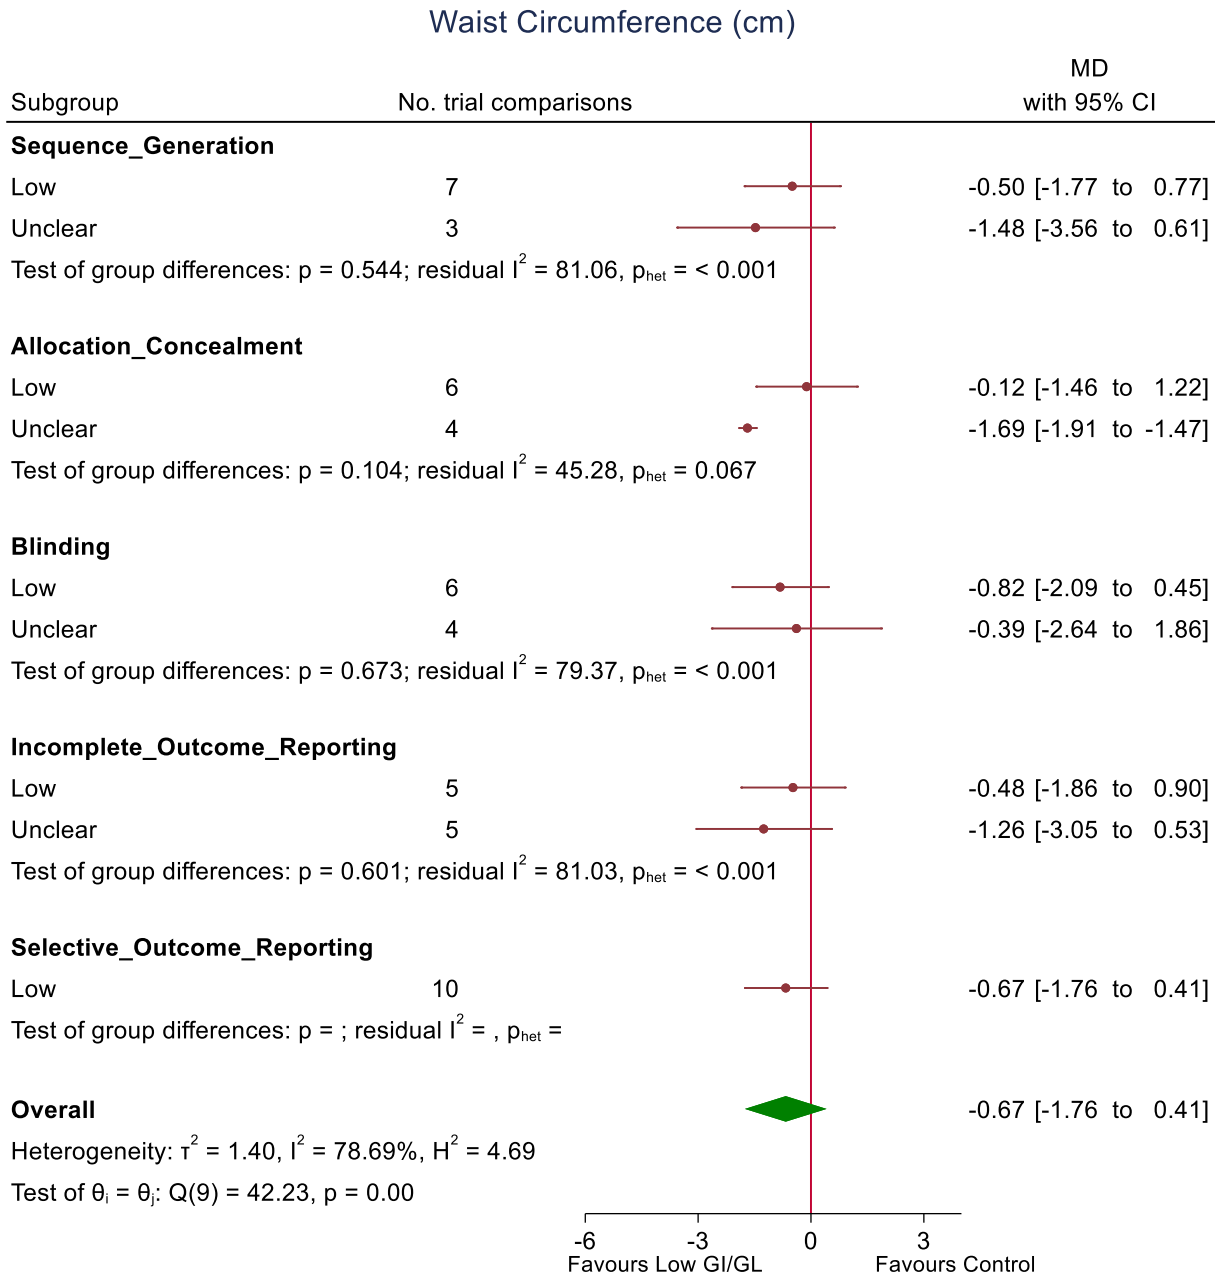 Waist Circumference (cm)
MD
Subgroup No. trial comparisons with 95% CI
Sequence_Generation
Low 7 -0.50 [-1.77 to 0.77]
Unclear 3 -1.48 [-3.56 to 0.61]
Test of group differences: p = 0.544; residual I² = 81.06, pₕₑₜ = < 0.001
Allocation_Concealment
Low 6 -0.12 [-1.46 to 1.22]
Unclear 4 -1.69 [-1.91 to -1.47]
Test of group differences: p = 0.104; residual I² = 45.28, pₕₑₜ = 0.067
Blinding
Low 6 -0.82 [-2.09 to 0.45]
Unclear 4 -0.39 [-2.64 to 1.86]
Test of group differences: p = 0.673; residual I² = 79.37, pₕₑₜ = < 0.001
Incomplete_Outcome_Reporting
Low 5 -0.48 [-1.86 to 0.90]
Unclear 5 -1.26 [-3.05 to 0.53]
Test of group differences: p = 0.601; residual I² = 81.03, pₕₑₜ = < 0.001
Selective_Outcome_Reporting
Low 10 -0.67 [-1.76 to 0.41]
Test of group differences: p = ; residual I² = , pₕₑₜ =
Overall -0.67 [-1.76 to 0.41]
Heterogeneity: τ² = 1.40, I² = 78.69%, H² = 4.69
Test of θᵢ = θⱼ: Q(9) = 42.23, p = 0.00
-6 -3 0 3
Favours Low GI/GL Favours Control